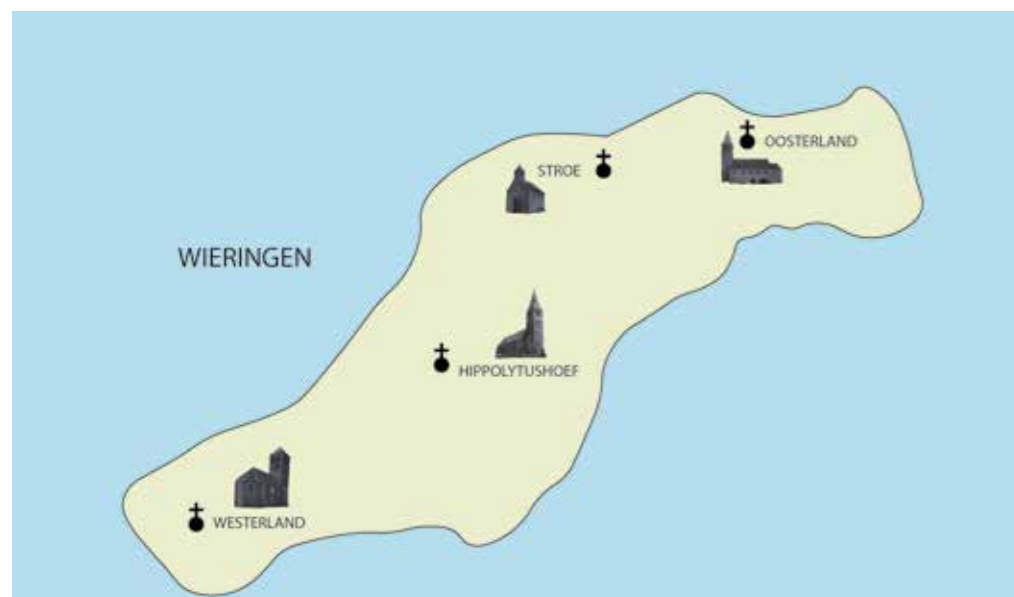 OOSTERLAND
STROE
WIERINGEN
HIPPOLYTUSHOEF
WESTERLAND